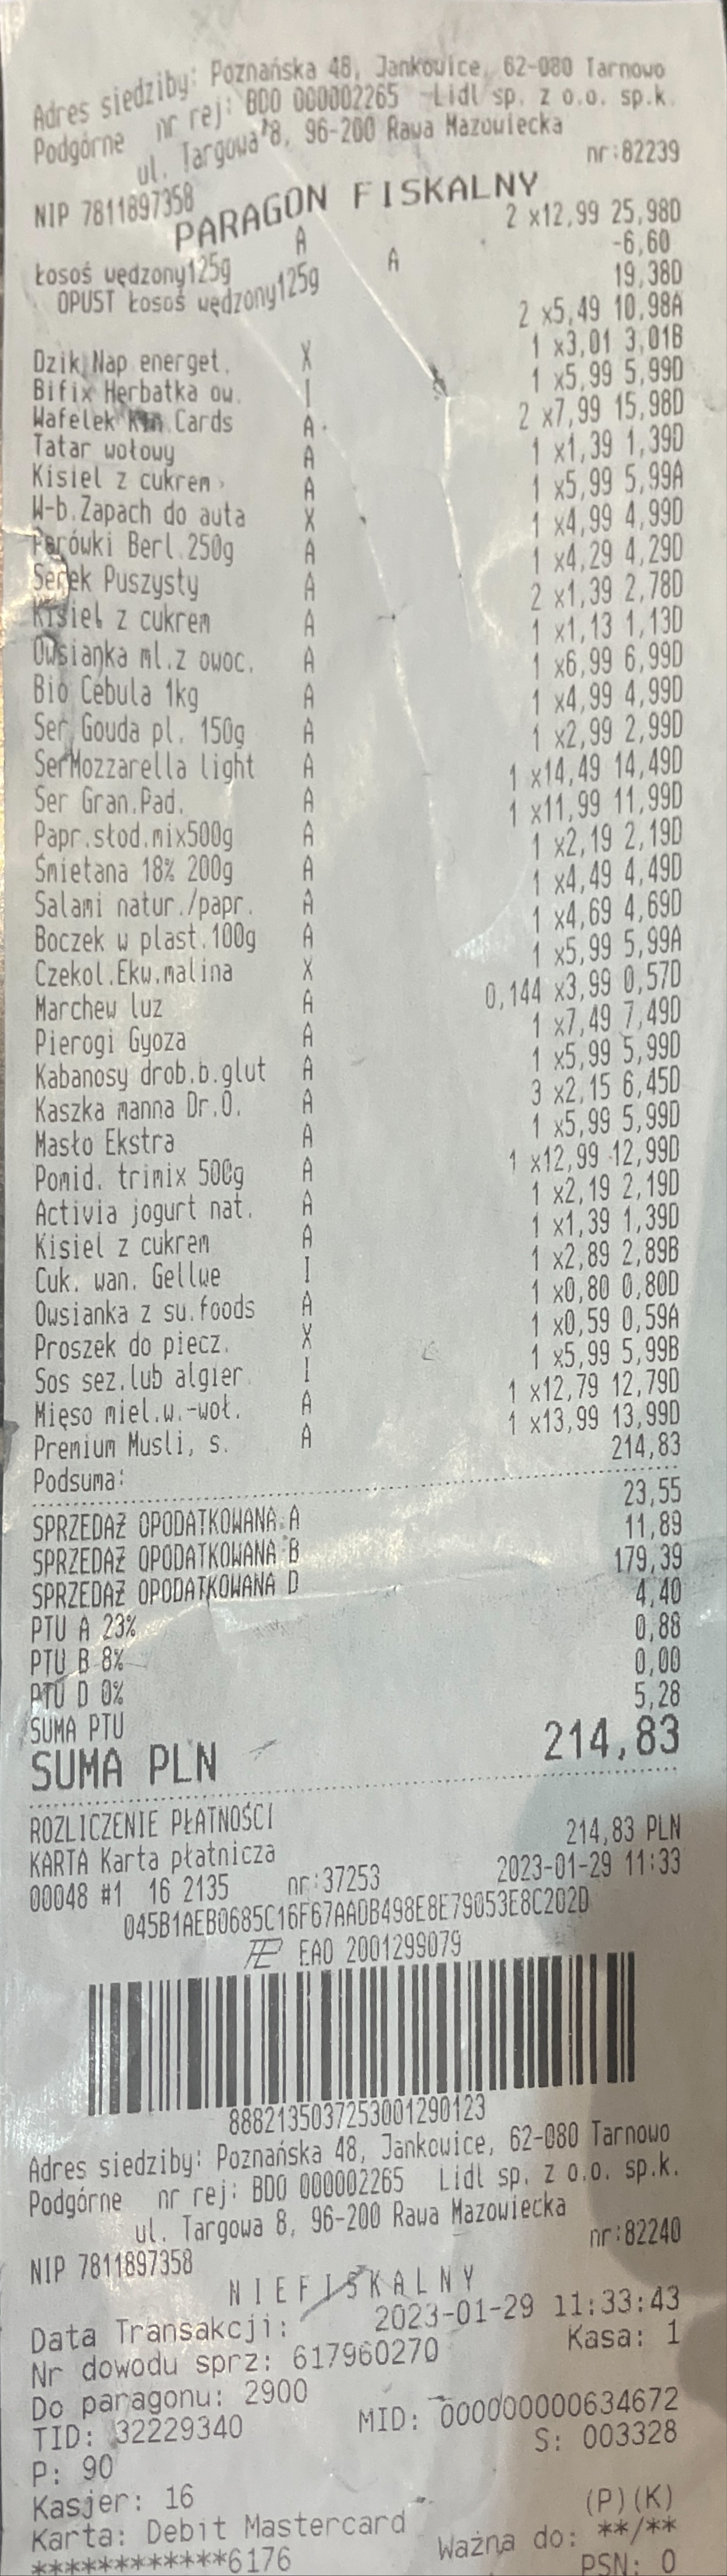 Adres siedziby: Poznańska 48, Jankowice, 62-080 Tarnowo
Podgórne nr rej: BDO 000002265 Lidl sp. z o.o. sp.k.
ul. Targowa 8, 96-200 Rawa Mazowiecka
NIP 7811897358 nr:82239
PARAGON FISKALNY
Łosoś wędzony125g A 2 x12,99 25,98D
OPUST Łosoś wędzony125g A -6,60
19,38D
Dzik Nap energet. X 2 x5,49 10,98A
Bifix Herbatka ow. I 1 x3,01 3,01B
Wafelek Kin.Cards A 1 x5,99 5,99D
Tatar wołowy A 2 x7,99 15,98D
Kisiel z cukrem A 1 x1,39 1,39D
W-b.Zapach do auta X 1 x5,99 5,99A
Parówki Berl.250g A 1 x4,99 4,99D
Serek Puszysty A 1 x4,29 4,29D
Kisiel z cukrem A 2 x1,39 2,78D
Owsianka ml.z owoc. A 1 x1,13 1,13D
Bio Cebula 1kg A 1 x6,99 6,99D
Ser Gouda pl. 150g A 1 x4,99 4,99D
SerMozzarella light A 1 x2,99 2,99D
Ser Gran.Pad. A 1 x14,49 14,49D
Papr.słod.mix500g A 1 x11,99 11,99D
Śmietana 18% 200g A 1 x2,19 2,19D
Salami natur./papr. A 1 x4,49 4,49D
Boczek w plast.100g A 1 x4,69 4,69D
Czekol.Ekw.malina X 1 x5,99 5,99A
Marchew luz A 0,144 x3,99 0,57D
Pierogi Gyoza A 1 x7,49 7,49D
Kabanosy drob.b.glut A 1 x5,99 5,99D
Kaszka manna Dr.O. A 3 x2,15 6,45D
Masło Ekstra A 1 x5,99 5,99D
Pomid. trimix 500g A 1 x12,99 12,99D
Activia jogurt nat. A 1 x2,19 2,19D
Kisiel z cukrem A 1 x1,39 1,39D
Cuk. wan. Gellwe I 1 x2,89 2,89B
Owsianka z su.foods A 1 x0,80 0,80D
Proszek do piecz. X 1 x0,59 0,59A
Sos sez.lub algier I 1 x5,99 5,99B
Mięso miel.w.-woł. A 1 x12,79 12,79D
Premium Musli, s. A 1 x13,99 13,99D
Podsuma: 214,83
SPRZEDAŻ OPODATKOWANA A 23,55
SPRZEDAŻ OPODATKOWANA B 11,89
SPRZEDAŻ OPODATKOWANA D 179,39
PTU A 23% 4,40
PTU B 8% 0,88
PTU D 0% 0,00
SUMA PTU 5,28
SUMA PLN 214,83
ROZLICZENIE PŁATNOŚCI
KARTA Karta płatnicza 214,83 PLN
00048 #1 16 2135 nr:37253 2023-01-29 11:33
045B1AEB0685C16F67AADB498E8E79053E8C202D
EAO 2001299079
8882135037253001290123
Adres siedziby: Poznańska 48, Jankowice, 62-080 Tarnowo
Podgórne nr rej: BDO 000002265 Lidl sp. z o.o. sp.k.
ul. Targowa 8, 96-200 Rawa Mazowiecka
NIP 7811897358 nr:82240
NIEFISKALNY
Data Transakcji: 2023-01-29 11:33:43
Nr dowodu sprz: 617960270 Kasa: 1
Do paragonu: 2900
TID: 32229340 MID: 000000000634672
P: 90 S: 003328
Kasjer: 16
Karta: Debit Mastercard (P)(K)
************6176 Ważna do: **/**
PSN: 0